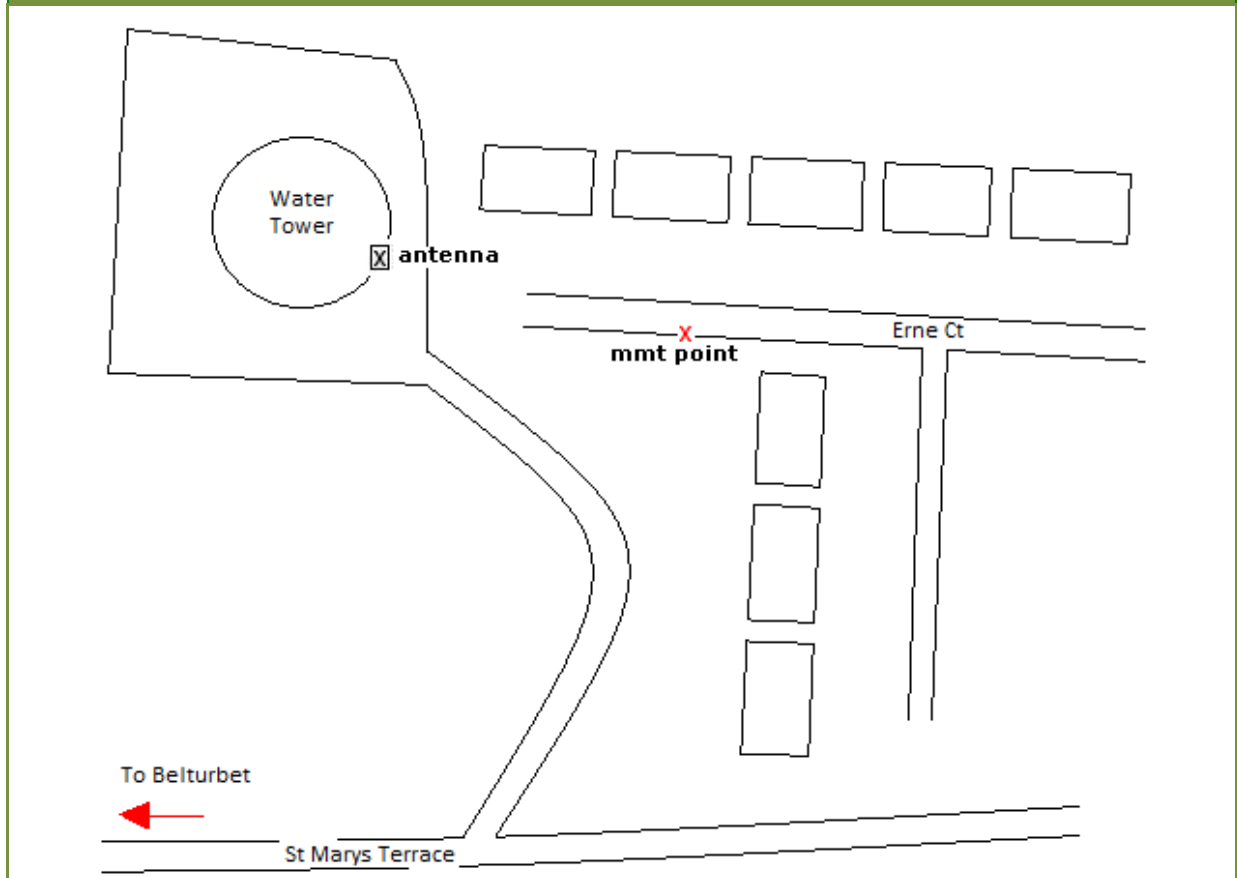 Water
Tower
X antenna
Erne Ct
X
mmt point
To Belturbet
St Marys Terrace